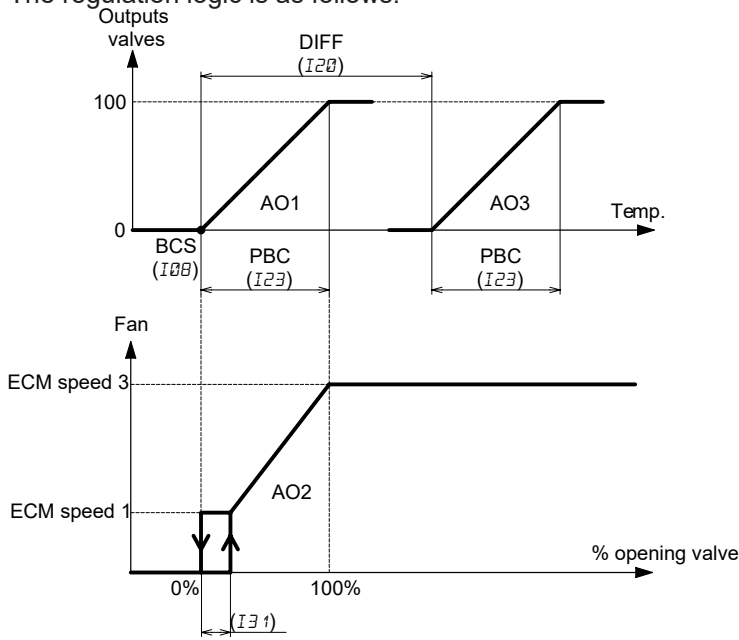 The regulation logic is as follows:
Outputs
valves
DIFF
(I20)
100
AO1
AO3
Temp.
0
BCS
(I08)
PBC
(I23)
PBC
(I23)
Fan
ECM speed 3
AO2
ECM speed 1
% opening valve
0%
100%
(I31)